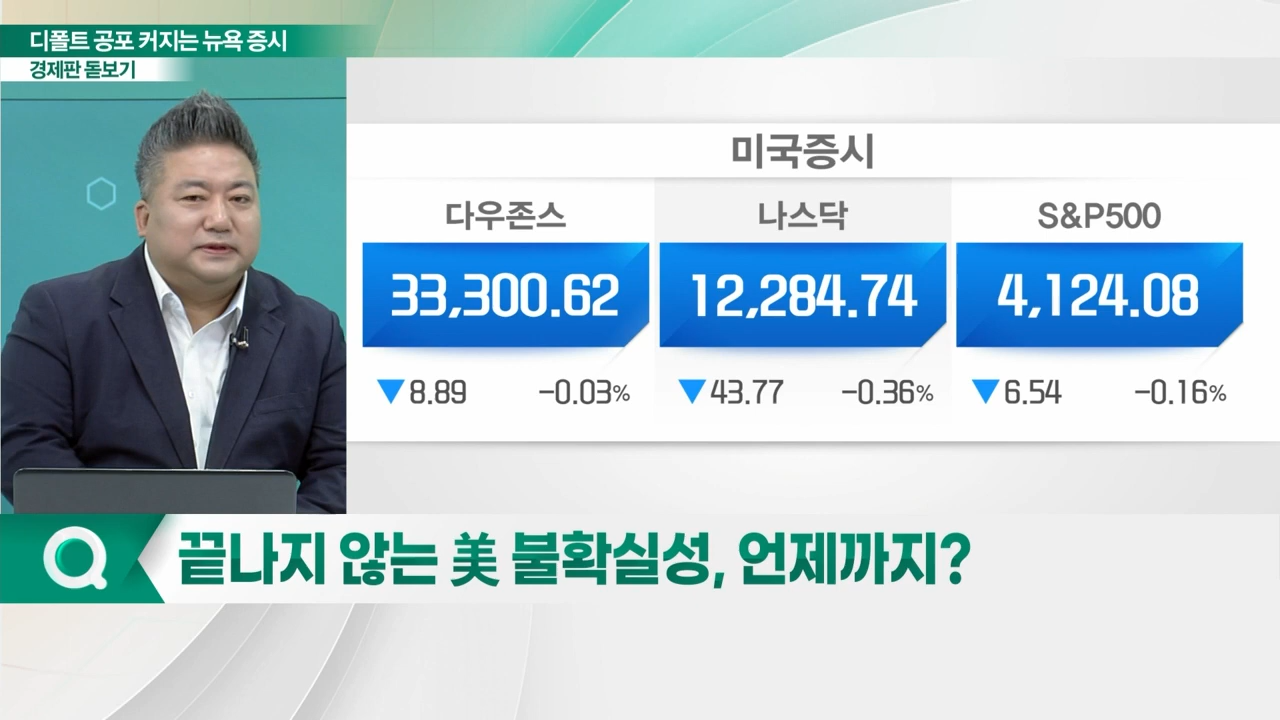 디폴트 공포 커지는 뉴욕 증시
경제판 돋보기
미국증시
다우존스 나스닥 S&P500
33,300.62 12,284.74 4,124.08
▼8.89 -0.03% ▼43.77 -0.36% ▼6.54 -0.16%
끝나지 않는 美 불확실성, 언제까지?